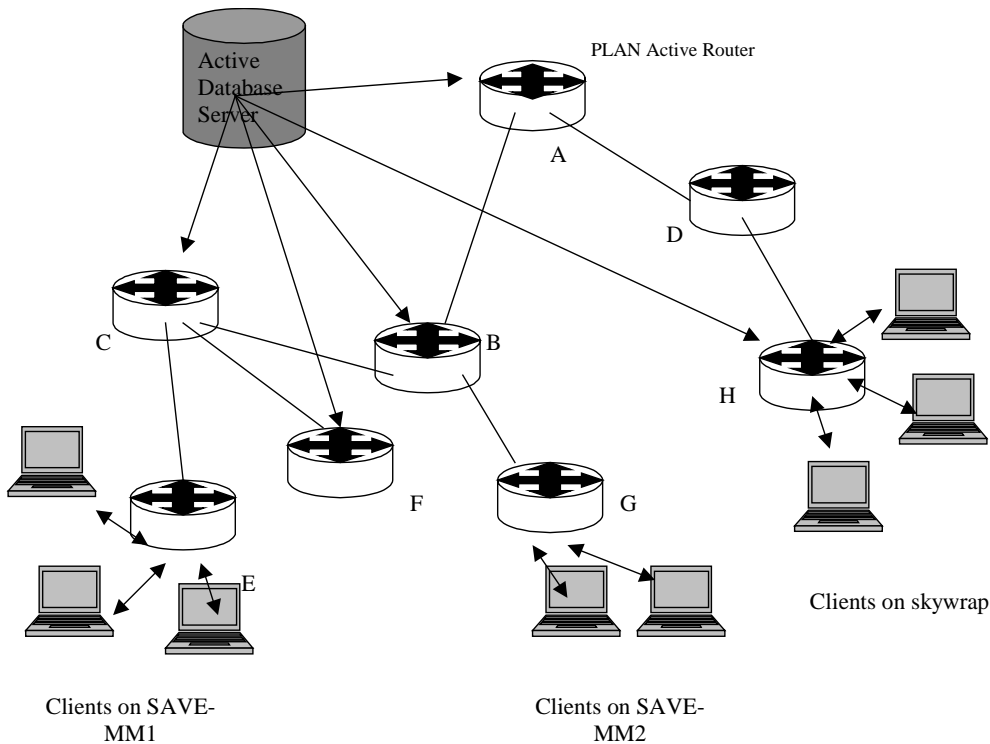 Active
Database
Server
PLAN Active Router
A
D
C
B
H
F
G
E
Clients on skywrap
Clients on SAVE-
MM1
Clients on SAVE-
MM2